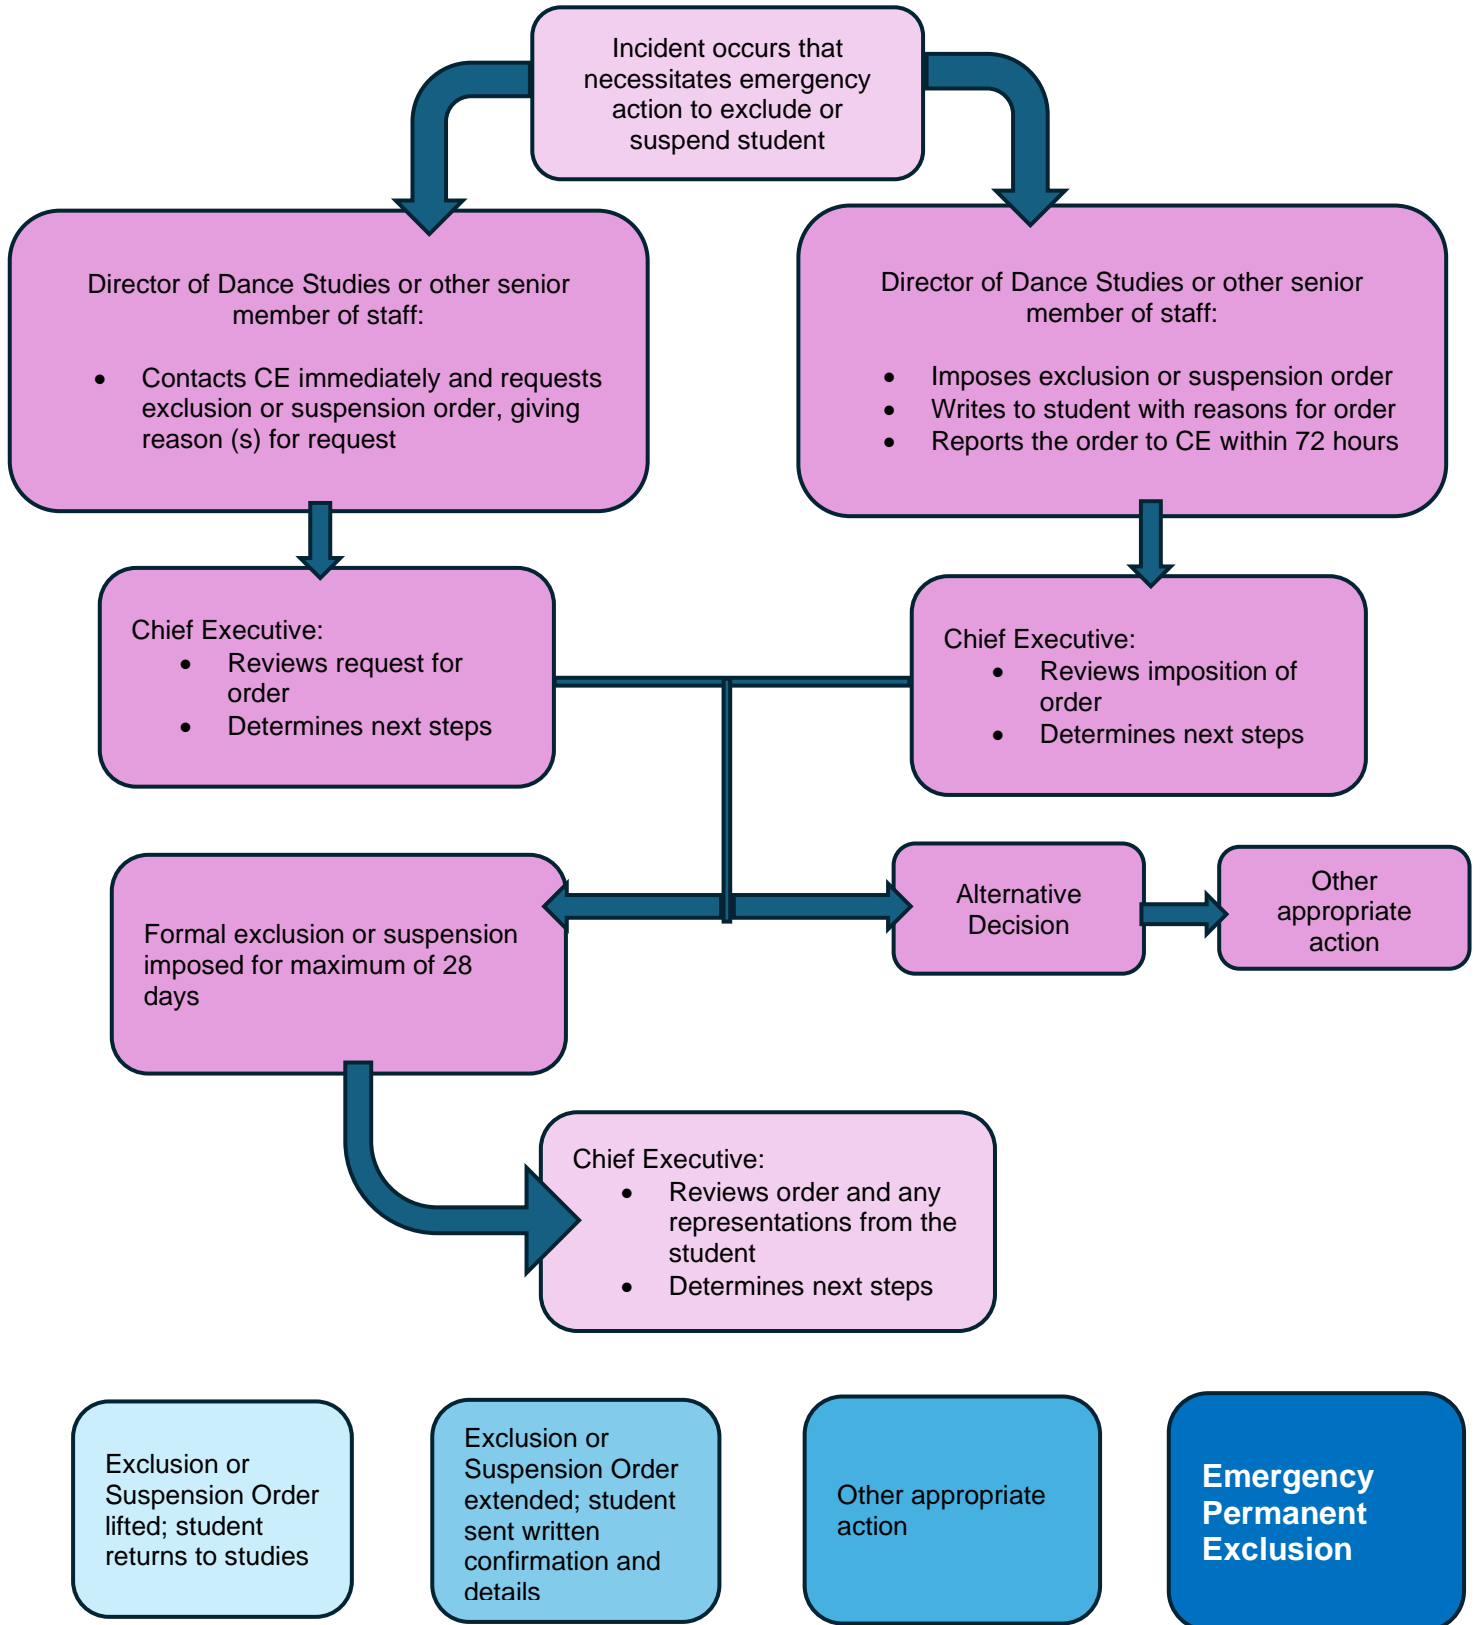 Incident occurs that
necessitates emergency
action to exclude or
suspend student
Director of Dance Studies or other senior
member of staff:
• Contacts CE immediately and requests
exclusion or suspension order, giving
reason (s) for request
Director of Dance Studies or other senior
member of staff:
• Imposes exclusion or suspension order
• Writes to student with reasons for order
• Reports the order to CE within 72 hours
Chief Executive:
• Reviews request for
order
• Determines next steps
Chief Executive:
• Reviews imposition of
order
• Determines next steps
Formal exclusion or suspension
imposed for maximum of 28
days
Alternative
Decision
Other
appropriate
action
Chief Executive:
• Reviews order and any
representations from the
student
• Determines next steps
Exclusion or
Suspension Order
lifted; student
returns to studies
Exclusion or
Suspension Order
extended; student
sent written
confirmation and
details
Other appropriate
action
Emergency
Permanent
Exclusion